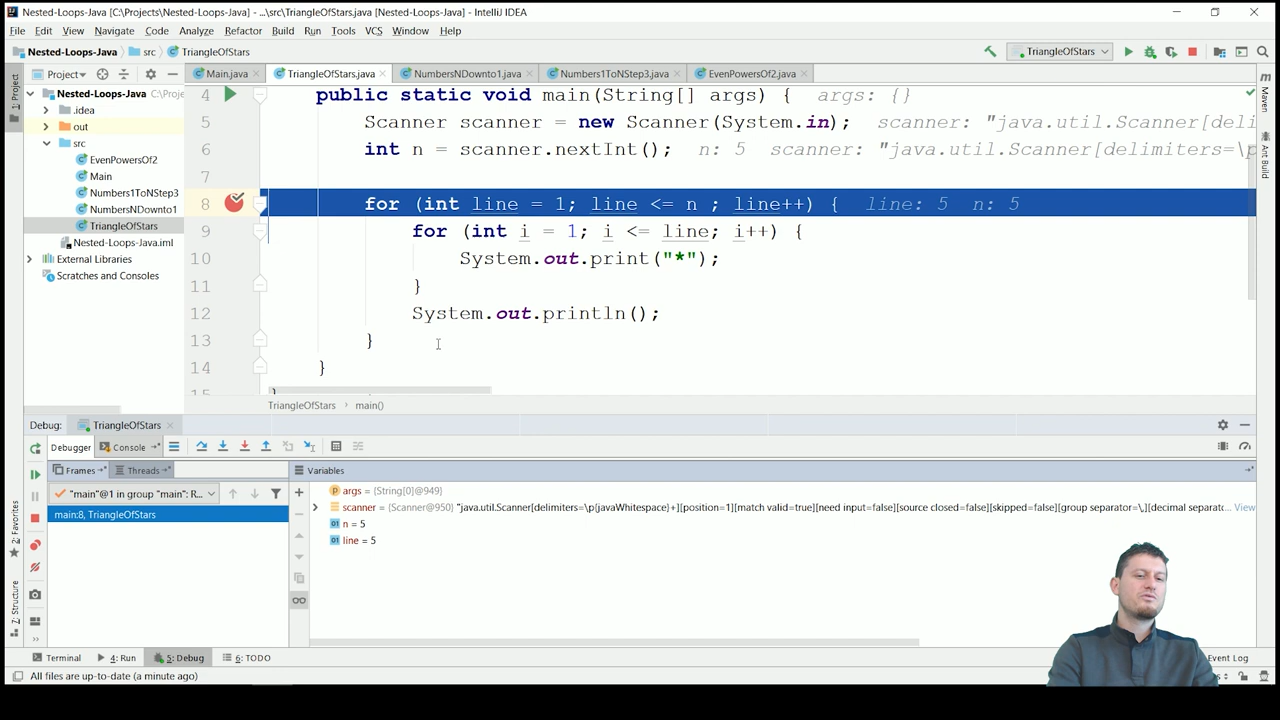 Nested-Loops-Java [C:\Projects\Nested-Loops-Java] - ...\src\TriangleOfStars.java [Nested-Loops-Java] - IntelliJ IDEA
File Edit View Navigate Code Analyze Refactor Build Run Tools VCS Window Help
Nested-Loops-Java src TriangleOfStars TriangleOfStars
Project Main.java TriangleOfStars.java NumbersNDownto1.java Numbers1ToNStep3.java EvenPowersOf2.java
1: Project
Nested-Loops-Java C:\Proje
.idea
out
src
EvenPowersOf2
Main
Numbers1ToNStep3
NumbersNDownto1
TriangleOfStars
Nested-Loops-Java.iml
External Libraries
Scratches and Consoles
4 public static void main(String[] args) { args: {}
5 Scanner scanner = new Scanner(System.in); scanner: "java.util.Scanner[deli
6 int n = scanner.nextInt(); n: 5 scanner: "java.util.Scanner[delimiters=\p
7
8 for (int line = 1; line <= n ; line++) { line: 5 n: 5
9 for (int i = 1; i <= line; i++) {
10 System.out.print("*");
11 }
12 System.out.println();
13 }
14 }
15 }
TriangleOfStars main()
Maven
Ant Build
Debug: TriangleOfStars
Debugger Console
Frames Threads Variables
"main"@1 in group "main": R...
main:8, TriangleOfStars
args = {String[0]@949}
scanner = {Scanner@950} "java.util.Scanner[delimiters=\p{javaWhitespace}+][position=1][match valid=true][need input=false][source closed=false][skipped=false][group separator=\,][decimal separat... View
n = 5
line = 5
2: Favorites
7: Structure
Terminal 4: Run 5: Debug 6: TODO Event Log
All files are up-to-date (a minute ago)